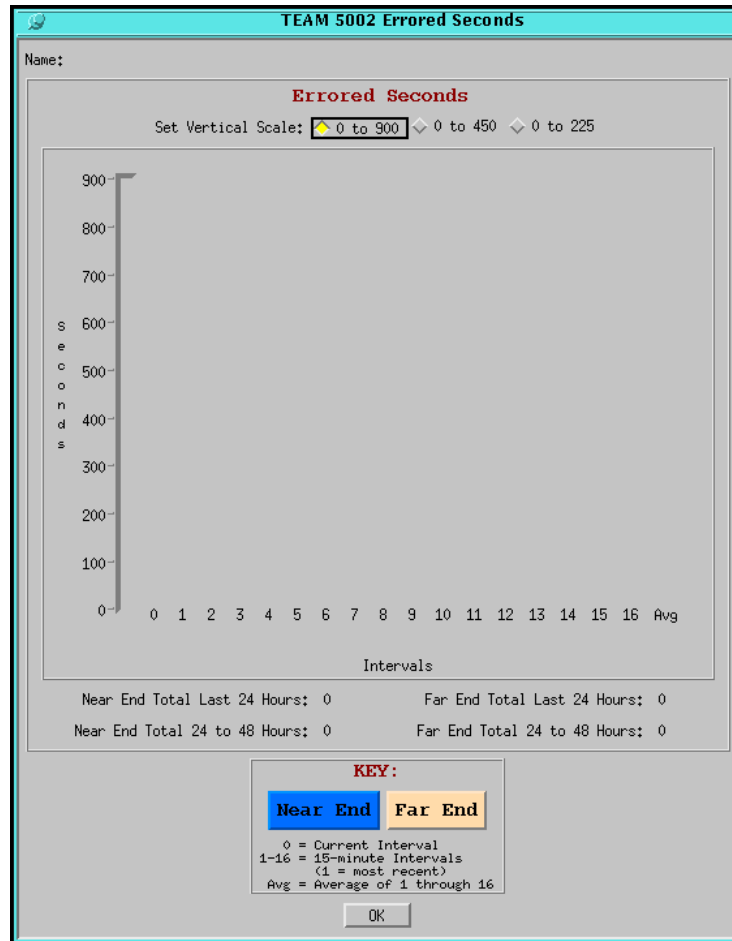 TEAM 5002 Errored Seconds
Name:
Errored Seconds
Set Vertical Scale: 0 to 900 0 to 450 0 to 225
900
800
700
600
500
400
300
200
100
0
Seconds
0 1 2 3 4 5 6 7 8 9 10 11 12 13 14 15 16 Avg
Intervals
Near End Total Last 24 Hours: 0 Far End Total Last 24 Hours: 0
Near End Total 24 to 48 Hours: 0 Far End Total 24 to 48 Hours: 0
KEY:
Near End Far End
0 = Current Interval
1-16 = 15-minute Intervals
(1 = most recent)
Avg = Average of 1 through 16
OK